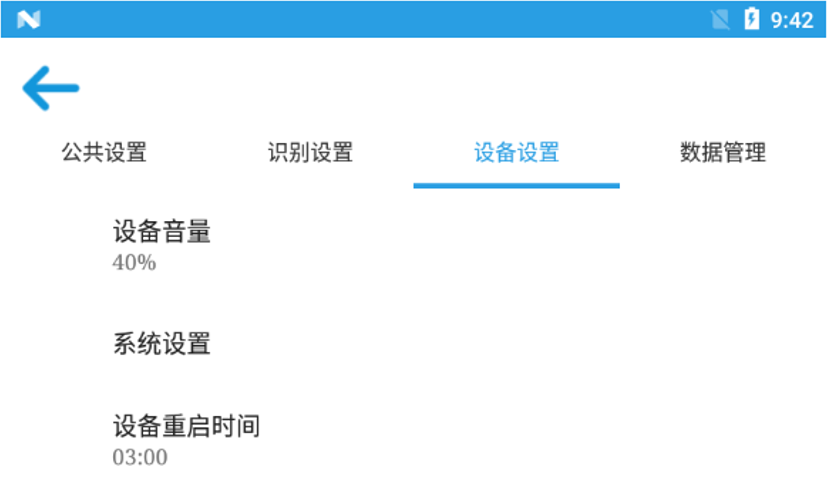 9:42
公共设置 识别设置 设备设置 数据管理
设备音量
40%
系统设置
设备重启时间
03:00